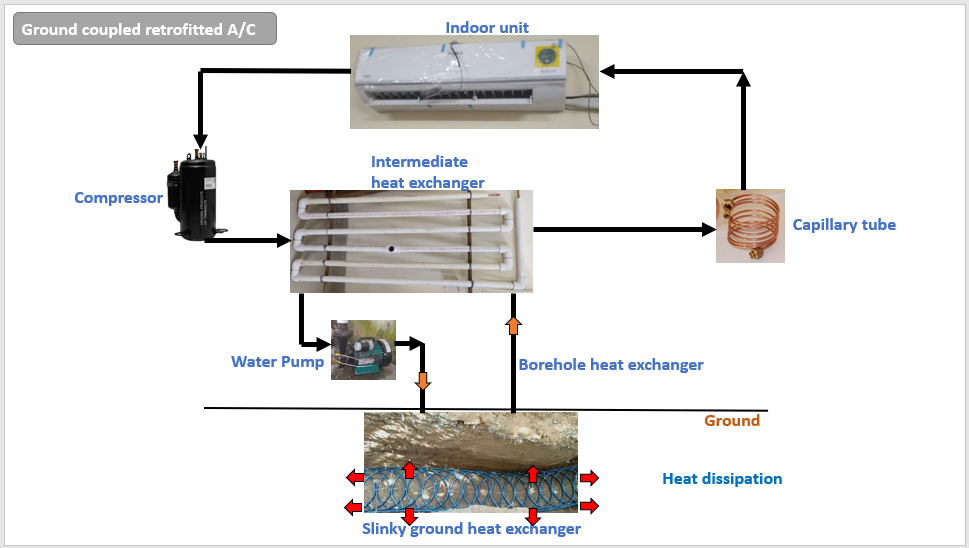 Ground coupled retrofitted A/C
Indoor unit
Intermediate
heat exchanger
Compressor
Capillary tube
Water Pump
Borehole heat exchanger
Ground
Heat dissipation
Slinky ground heat exchanger